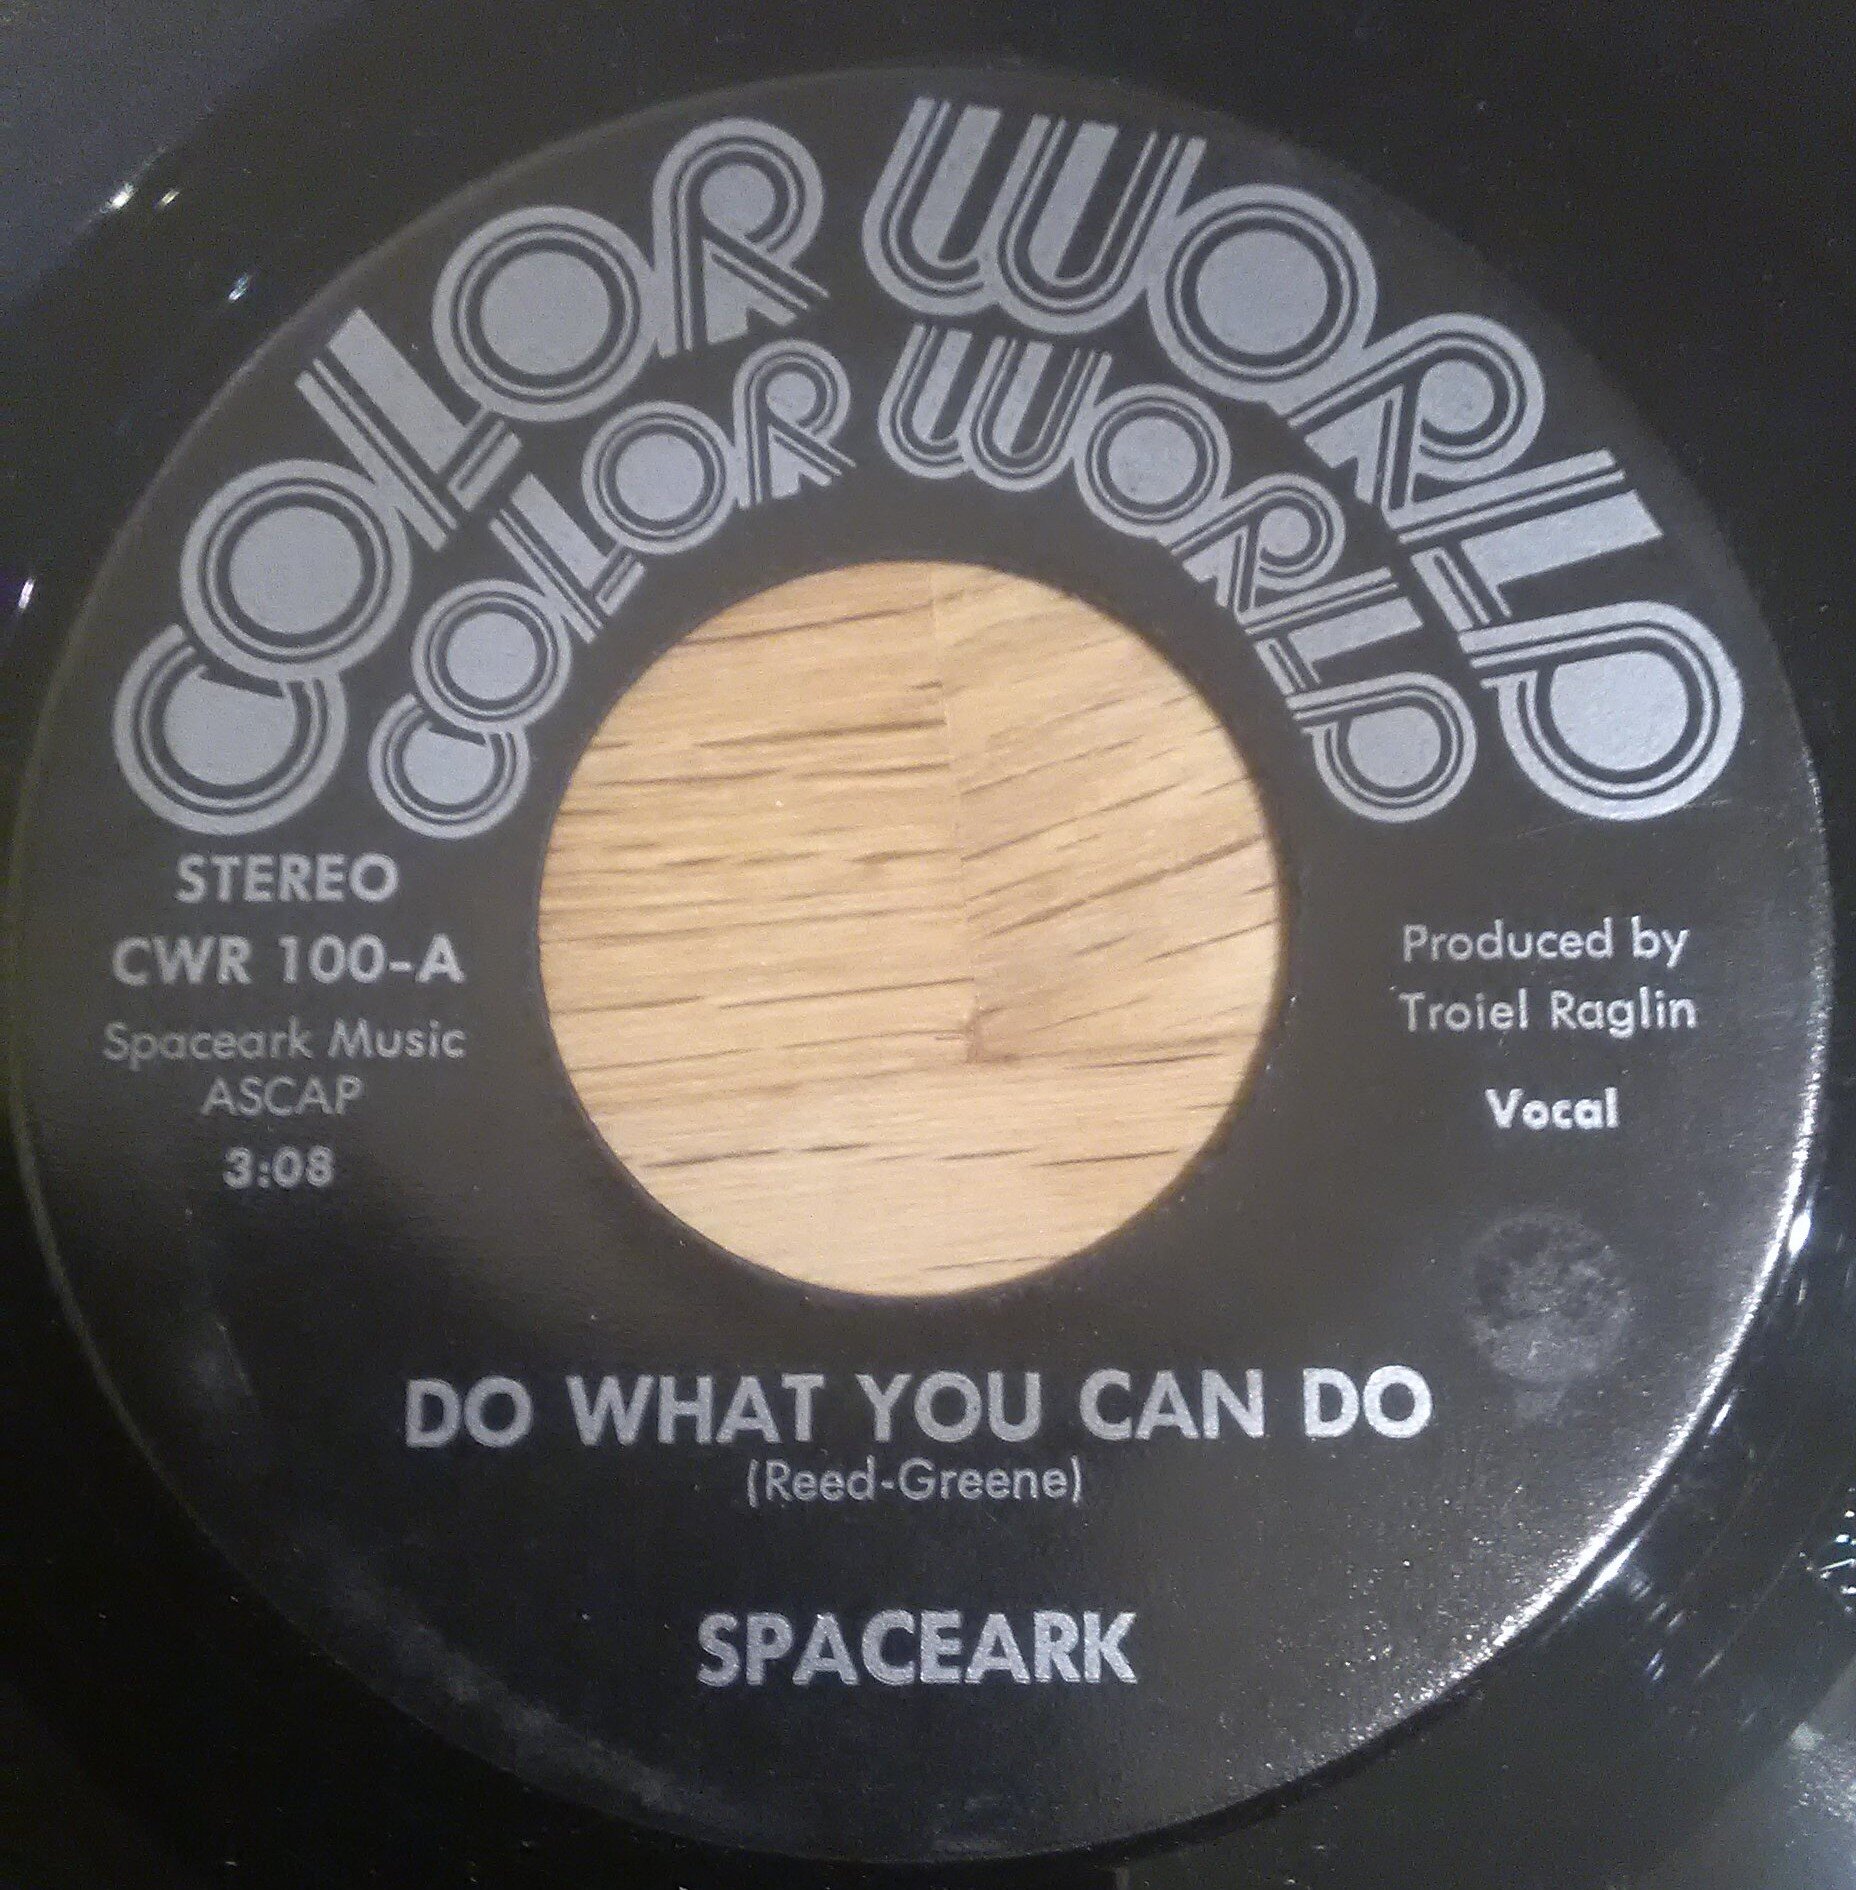 COLOR WORLD
COLOR WORLD
STEREO
CWR 100-A
Spaceark Music
ASCAP
3:08
Produced by
Troiel Raglin
Vocal
DO WHAT YOU CAN DO
(Reed-Greene)
SPACEARK